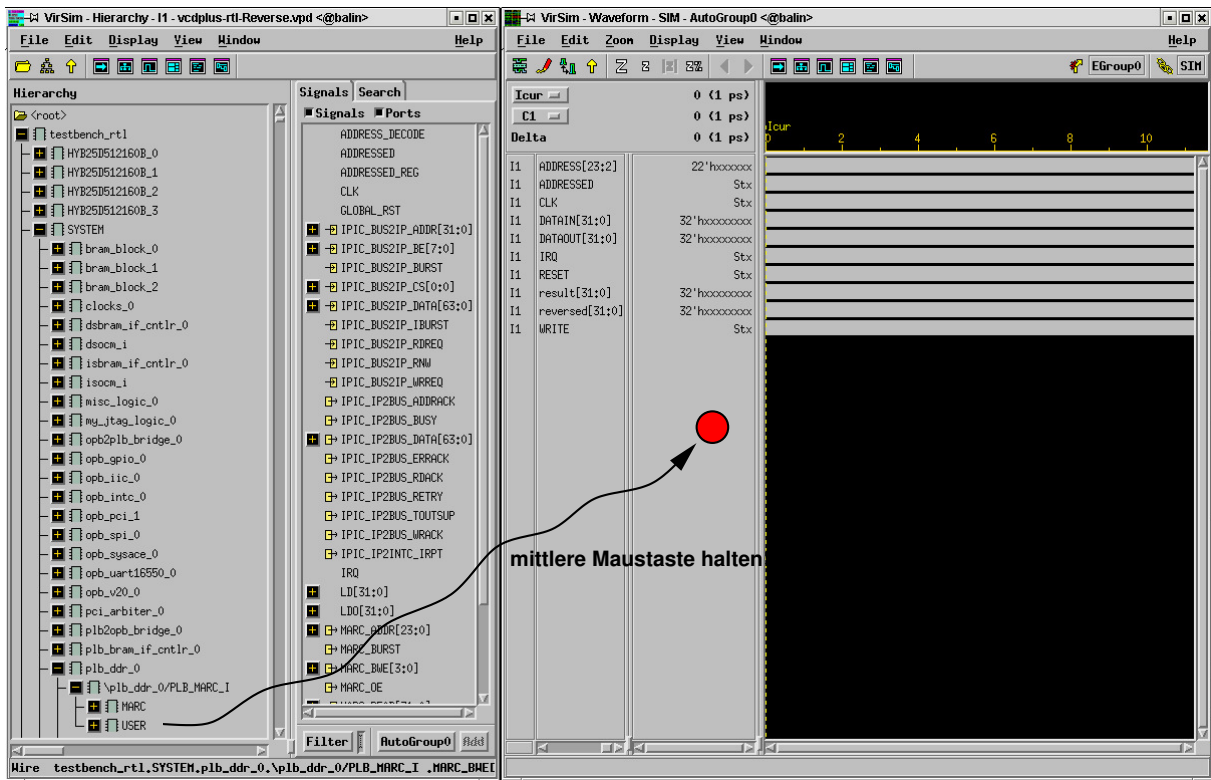 VirSim - Hierarchy - I1 - vcdplus-rtl-Reverse.vpd <@balin>
File Edit Display View Window Help
Hierarchy
<root>
testbench_rtl
HYB25D512160B_0
HYB25D512160B_1
HYB25D512160B_2
HYB25D512160B_3
SYSTEM
bram_block_0
bram_block_1
bram_block_2
clocks_0
dsbram_if_cntlr_0
dsocm_i
isbram_if_cntlr_0
isocm_i
misc_logic_0
my_jtag_logic_0
opb2plb_bridge_0
opb_gpio_0
opb_iic_0
opb_intc_0
opb_pci_1
opb_spi_0
opb_sysace_0
opb_uart16550_0
opb_v20_0
pci_arbiter_0
plb2opb_bridge_0
plb_bram_if_cntlr_0
plb_ddr_0
\plb_ddr_0/PLB_MARC_I
MARC
USER
Signals Search
Signals Ports
ADDRESS_DECODE
ADDRESSED
ADDRESSED_REG
CLK
GLOBAL_RST
IPIC_BUS2IP_ADDR[31:0]
IPIC_BUS2IP_BE[7:0]
IPIC_BUS2IP_BURST
IPIC_BUS2IP_CS[0:0]
IPIC_BUS2IP_DATA[63:0]
IPIC_BUS2IP_IBURST
IPIC_BUS2IP_RDREQ
IPIC_BUS2IP_RNW
IPIC_BUS2IP_WRREQ
IPIC_IP2BUS_ADDRACK
IPIC_IP2BUS_BUSY
IPIC_IP2BUS_DATA[63:0]
IPIC_IP2BUS_ERRACK
IPIC_IP2BUS_RDACK
IPIC_IP2BUS_RETRY
IPIC_IP2BUS_TOUTSUP
IPIC_IP2BUS_WRACK
IPIC_IP2INTC_IRPT
IRQ
LD[31:0]
LDO[31:0]
MARC_ADDR[23:0]
MARC_BURST
MARC_BWE[3:0]
MARC_OE
Filter AutoGroup0 Add
Wire testbench_rtl.SYSTEM.plb_ddr_0.\plb_ddr_0/PLB_MARC_I .MARC_BWE[
VirSim - Waveform - SIM - AutoGroup0 <@balin>
File Edit Zoom Display View Window Help
Z Z |Z| Z% EGroup0 SIM
Icur 0 (1 ps)
C1 0 (1 ps)
Delta 0 (1 ps)
Icur
0 2 4 6 8 10
I1 ADDRESS[23:2] 22'hxxxxxx
I1 ADDRESSED Stx
I1 CLK Stx
I1 DATAIN[31:0] 32'hxxxxxxxx
I1 DATAOUT[31:0] 32'hxxxxxxxx
I1 IRQ Stx
I1 RESET Stx
I1 result[31:0] 32'hxxxxxxxx
I1 reversed[31:0] 32'hxxxxxxxx
I1 WRITE Stx
mittlere Maustaste halten